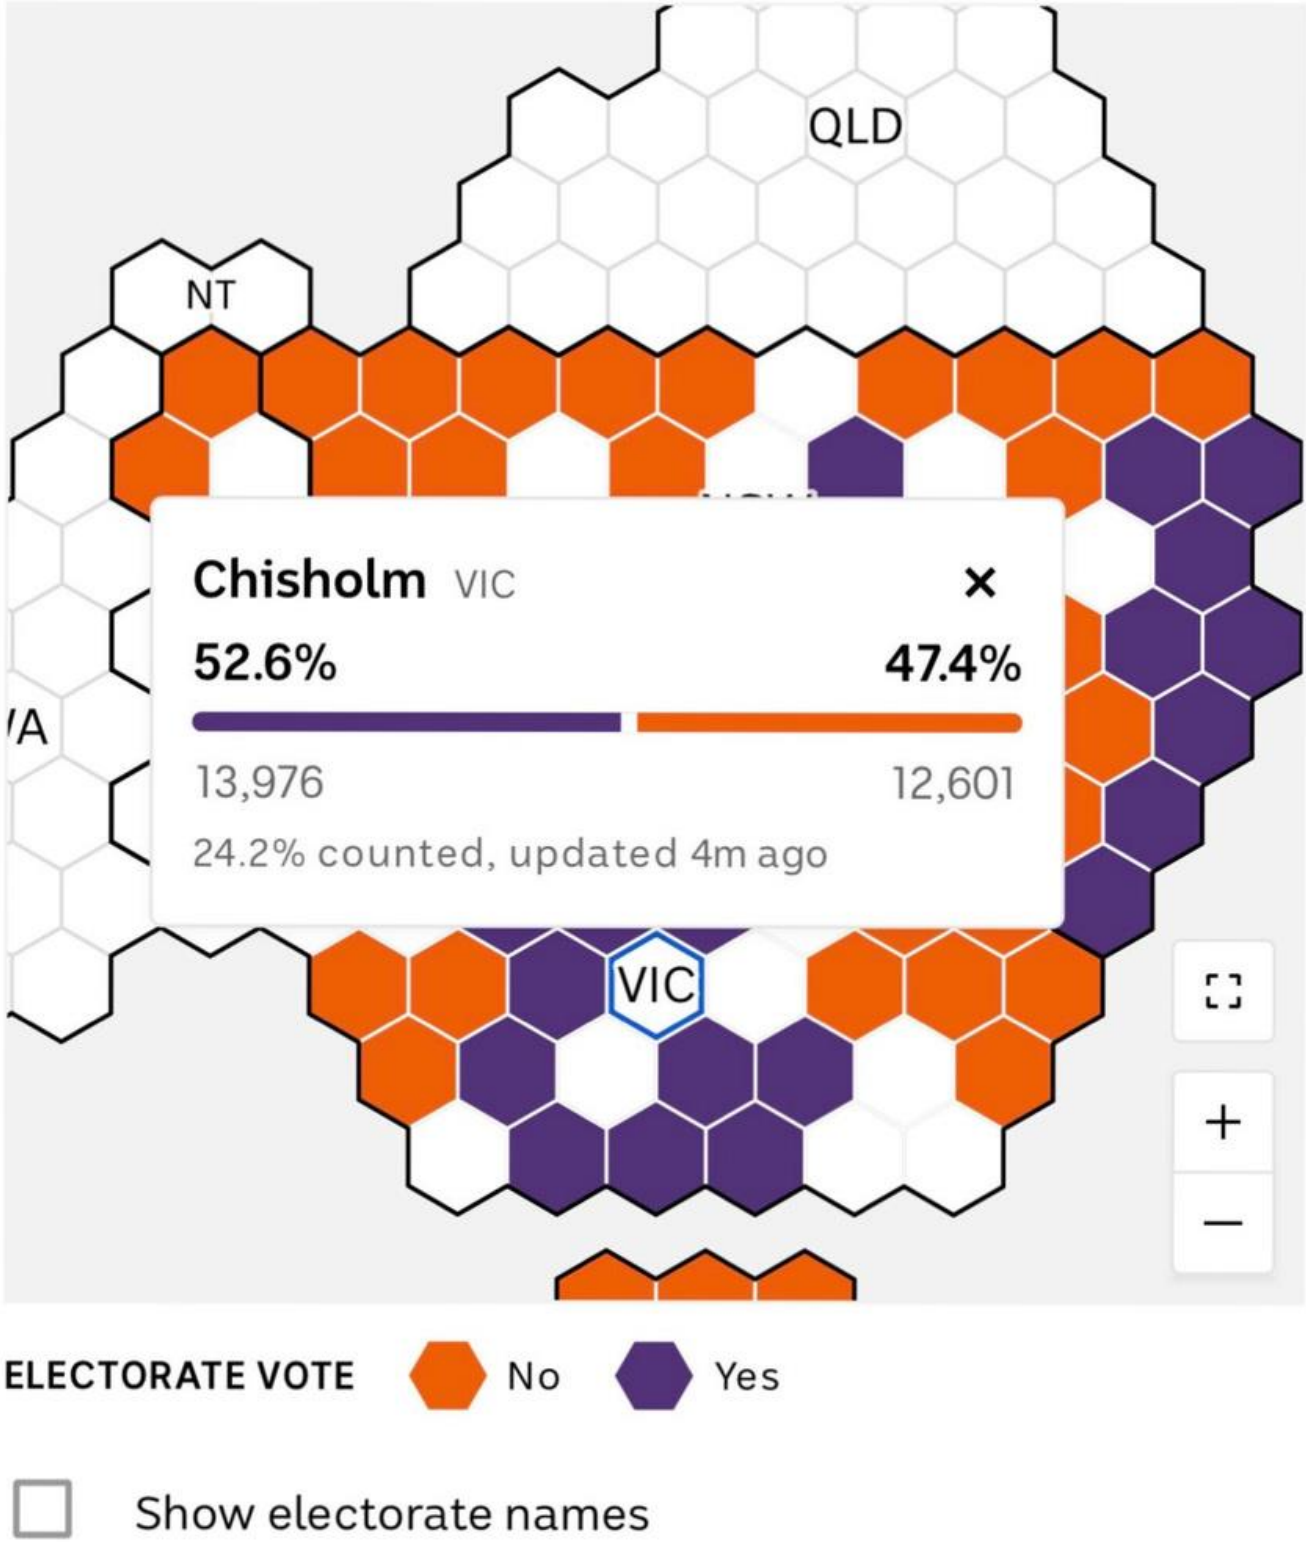 QLD
NT
NSW
Chisholm VIC
52.6% 47.4%
13,976 12,601
24.2% counted, updated 4m ago
/A
VIC
ELECTORATE VOTE No Yes
Show electorate names